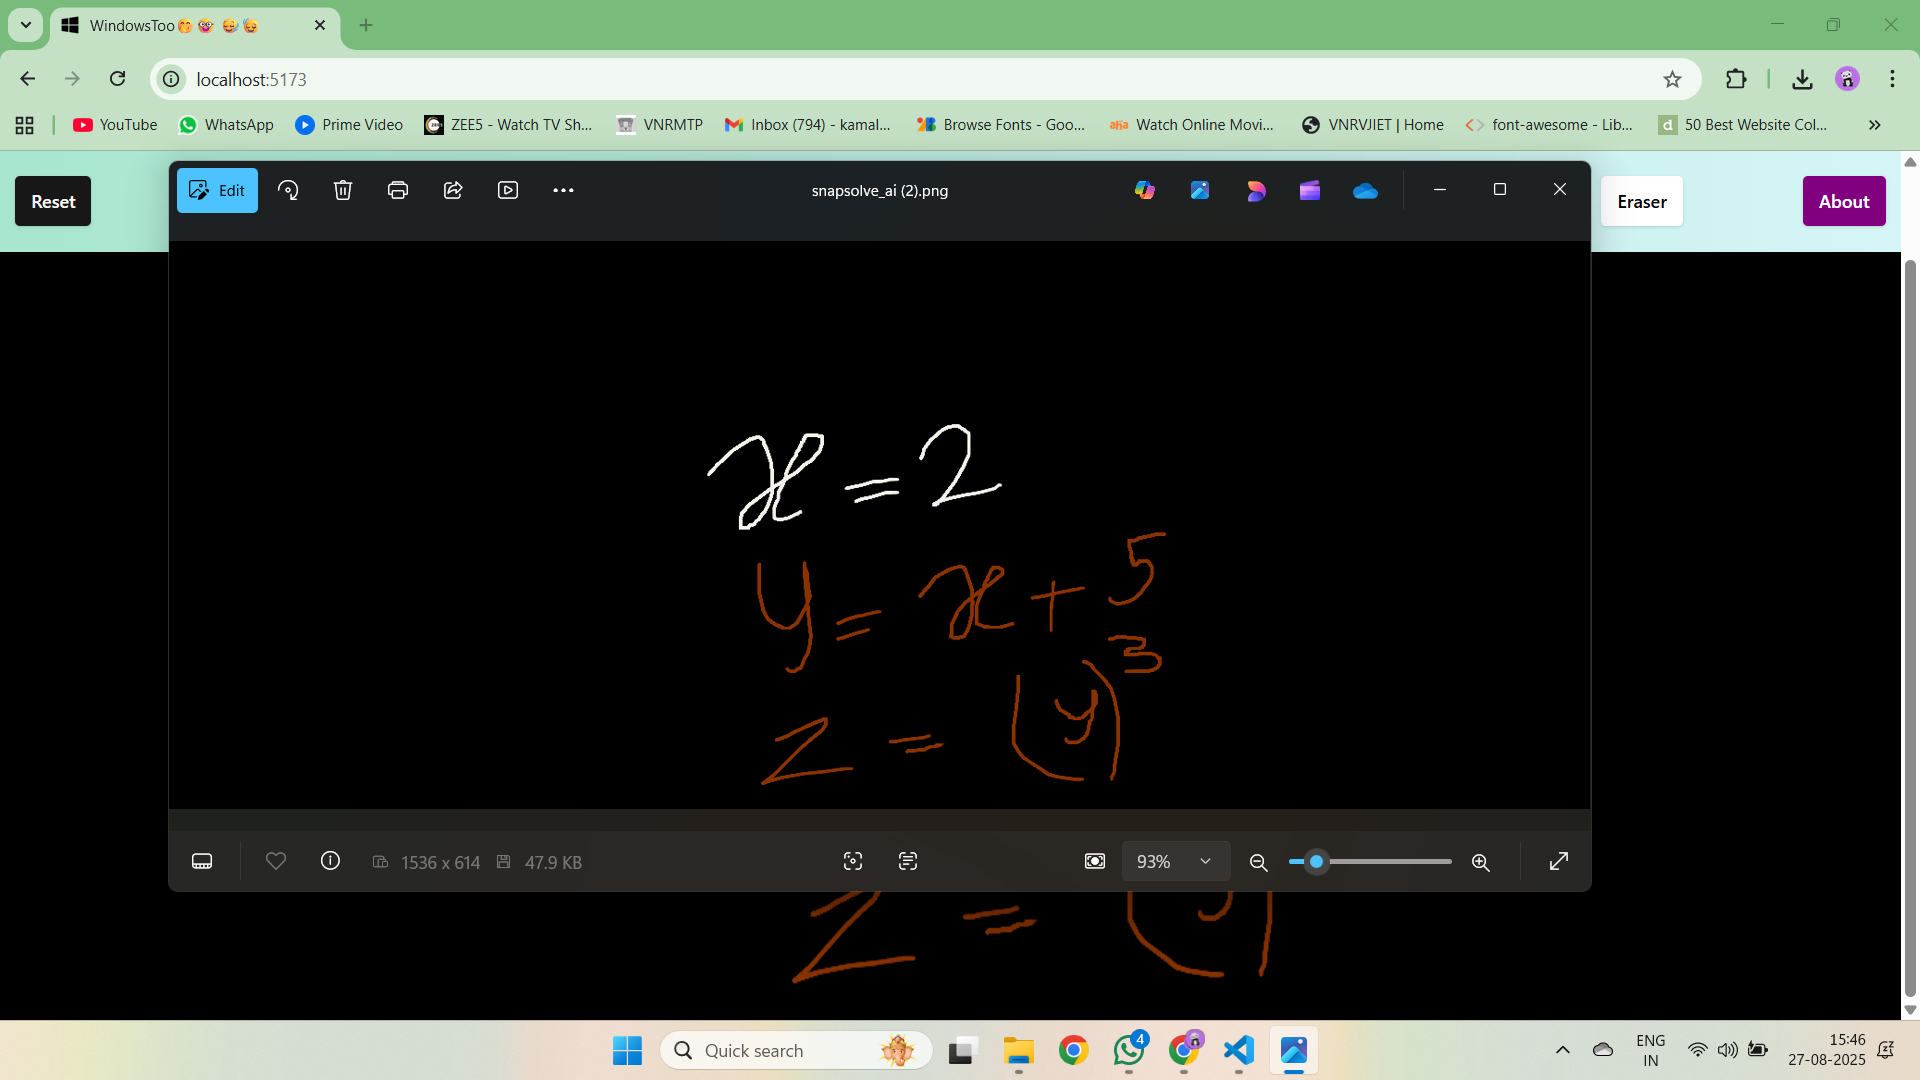 WindowsToo🤭🤓 😅🥳
localhost:5173
YouTube WhatsApp Prime Video ZEE5 - Watch TV Sh... VNRMTP Inbox (794) - kamal... Browse Fonts - Goo... aha Watch Online Movi... VNRVJIET | Home font-awesome - Lib... d 50 Best Website Col... »
Reset Edit snapsolve_ai (2).png Eraser About
x = 2
y = x + 5
z = (y)³
1536 x 614 47.9 KB 93%
z = (y)
Quick search 4 ENG IN 15:46
27-08-2025